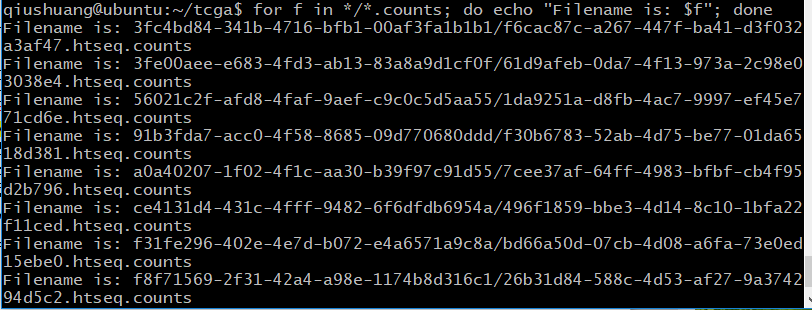 qiushuang@ubuntu:~/tcga$ for f in */*.counts; do echo "Filename is: $f"; done
Filename is: 3fc4bd84-341b-4716-bfb1-00af3fa1b1b1/f6cac87c-a267-447f-ba41-d3f032
a3af47.htseq.counts
Filename is: 3fe00aee-e683-4fd3-ab13-83a8a9d1cf0f/61d9afeb-0da7-4f13-973a-2c98e0
3038e4.htseq.counts
Filename is: 56021c2f-afd8-4faf-9aef-c9c0c5d5aa55/1da9251a-d8fb-4ac7-9997-ef45e7
71cd6e.htseq.counts
Filename is: 91b3fda7-acc0-4f58-8685-09d770680ddd/f30b6783-52ab-4d75-be77-01da65
18d381.htseq.counts
Filename is: a0a40207-1f02-4f1c-aa30-b39f97c91d55/7cee37af-64ff-4983-bfbf-cb4f95
d2b796.htseq.counts
Filename is: ce4131d4-431c-4fff-9482-6f6dfdb6954a/496f1859-bbe3-4d14-8c10-1bfa22
f11ced.htseq.counts
Filename is: f31fe296-402e-4e7d-b072-e4a6571a9c8a/bd66a50d-07cb-4d08-a6fa-73e0ed
15ebe0.htseq.counts
Filename is: f8f71569-2f31-42a4-a98e-1174b8d316c1/26b31d84-588c-4d53-af27-9a3742
94d5c2.htseq.counts